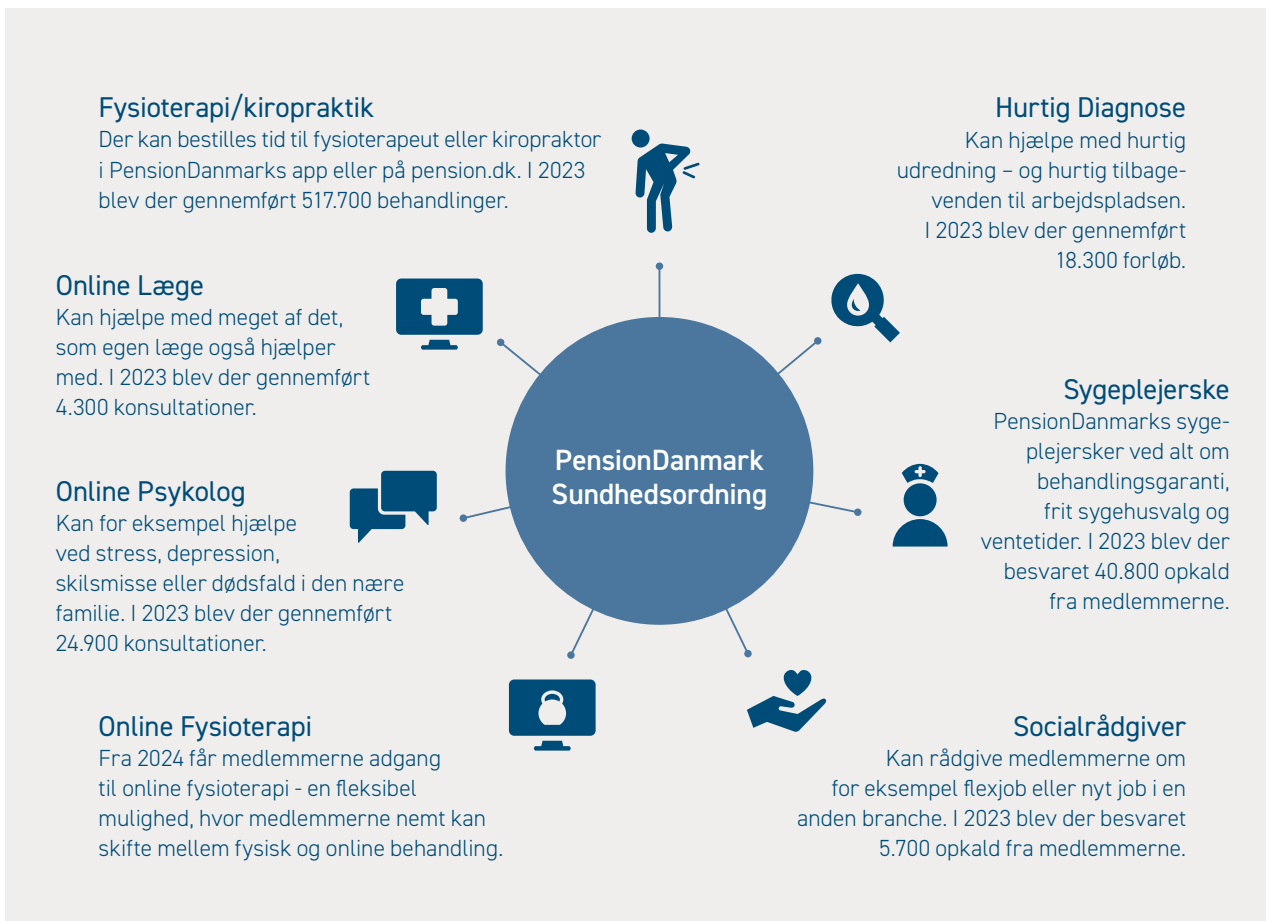 Fysioterapi/kiropraktik
Der kan bestilles tid til fysioterapeut eller kiropraktor
i PensionDanmarks app eller på pension.dk. I 2023
blev der gennemført 517.700 behandlinger.
Hurtig Diagnose
Kan hjælpe med hurtig
udredning – og hurtig tilbage-
venden til arbejdspladsen.
I 2023 blev der gennemført
18.300 forløb.
Online Læge
Kan hjælpe med meget af det,
som egen læge også hjælper
med. I 2023 blev der gennemført
4.300 konsultationer.
Sygeplejerske
PensionDanmarks syge-
plejersker ved alt om
behandlingsgaranti,
frit sygehusvalg og
ventetider. I 2023 blev der
besvaret 40.800 opkald
fra medlemmerne.
PensionDanmark
Sundhedsordning
Online Psykolog
Kan for eksempel hjælpe
ved stress, depression,
skilsmisse eller dødsfald i den nære
familie. I 2023 blev der gennemført
24.900 konsultationer.
Online Fysioterapi
Fra 2024 får medlemmerne adgang
til online fysioterapi - en fleksibel
mulighed, hvor medlemmerne nemt kan
skifte mellem fysisk og online behandling.
Socialrådgiver
Kan rådgive medlemmerne om
for eksempel flexjob eller nyt job i en
anden branche. I 2023 blev der besvaret
5.700 opkald fra medlemmerne.